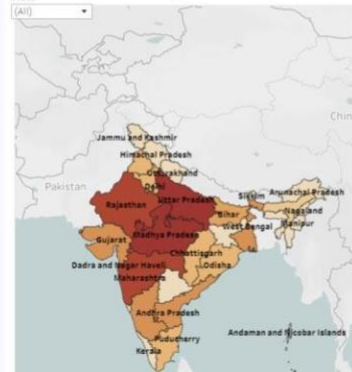 (All)
Chin
Jammu and Kashmir
Himachal Pradesh
Uttarakhand
Pakistan
Delhi
Sikkim
Arunachal Pradesh
Rajasthan
Uttar Pradesh
Nagaland
Bihar
Manipur
West Bengal
Gujarat
Madhya Pradesh
Chhattisgarh
Dadra and Nagar Haveli
Odisha
Maharashtra
Andhra Pradesh
Andaman and Nicobar Islands
Puducherry
Kerala